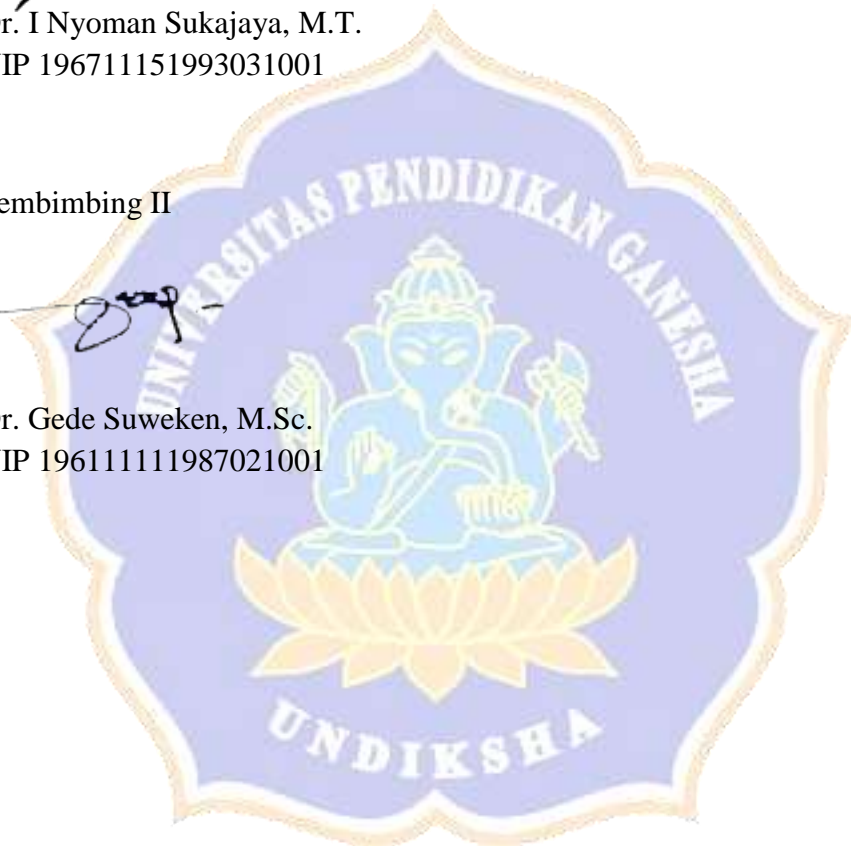 r. I Nyoman Sukajaya, M.T.
IP 196711151993031001
embimbing II
r. Gede Suweken, M.Sc.
IP 196111111987021001
UNIVERSITAS PENDIDIKAN GANESHA
UNDIKSHA